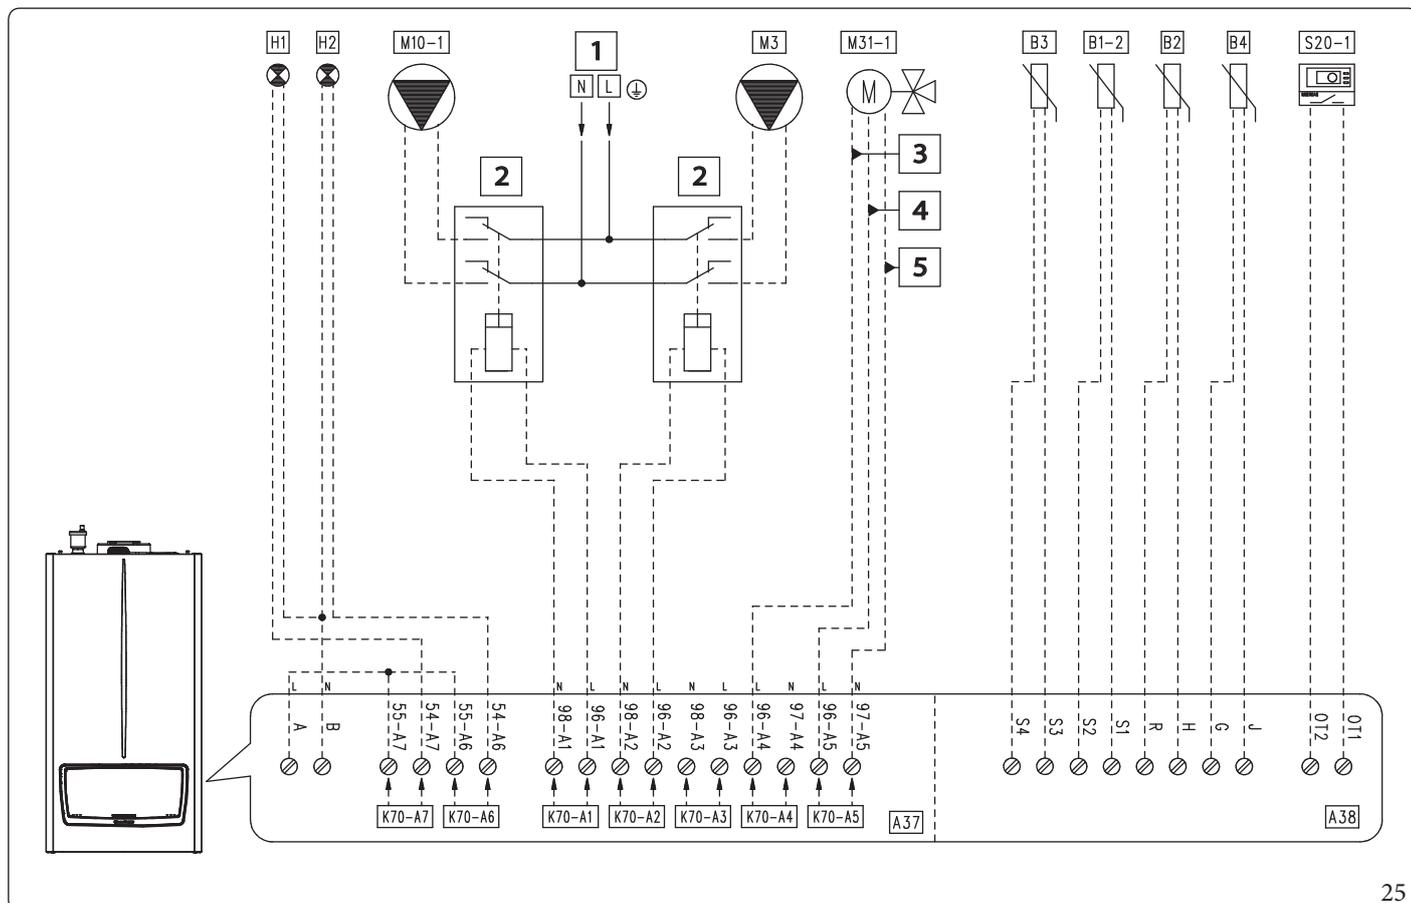 H1 H2 M10-1 1 M3 M31-1 B3 B1-2 B2 B4 S20-1
N L
M
3
2 2
4
5
L N N L N L N L L N L N
A B 55-A7 54-A7 55-A6 54-A6 98-A1 96-A1 98-A2 96-A2 98-A3 96-A3 96-A4 97-A4 96-A5 97-A5 S4 S3 S2 S1 R H G J OT2 OT1
K70-A7 K70-A6 K70-A1 K70-A2 K70-A3 K70-A4 K70-A5 A37 A38
25